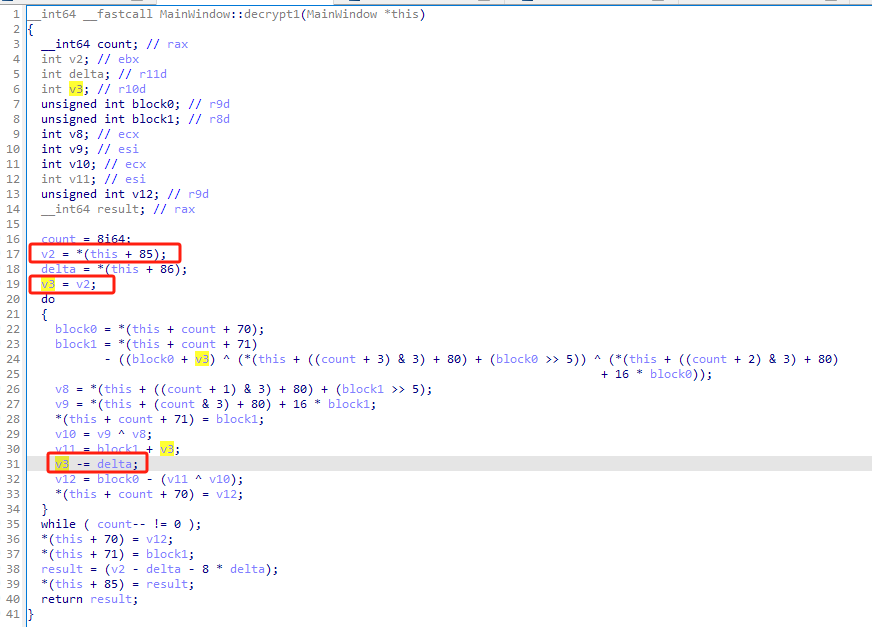 1 __int64 __fastcall MainWindow::decrypt1(MainWindow *this)
2 {
3 __int64 count; // rax
4 int v2; // ebx
5 int delta; // r11d
6 int v3; // r10d
7 unsigned int block0; // r9d
8 unsigned int block1; // r8d
9 int v8; // ecx
10 int v9; // esi
11 int v10; // ecx
12 int v11; // esi
13 unsigned int v12; // r9d
14 __int64 result; // rax
15
16 count = 8i64;
17 v2 = *(this + 85);
18 delta = *(this + 86);
19 v3 = v2;
20 do
21 {
22 block0 = *(this + count + 70);
23 block1 = *(this + count + 71)
24 - ((block0 + v3) ^ (*(this + ((count + 3) & 3) + 80) + (block0 >> 5)) ^ (*(this + ((count + 2) & 3) + 80)
25 + 16 * block0));
26 v8 = *(this + ((count + 1) & 3) + 80) + (block1 >> 5);
27 v9 = *(this + (count & 3) + 80) + 16 * block1;
28 *(this + count + 71) = block1;
29 v10 = v9 ^ v8;
30 v11 = block1 + v3;
31 v3 -= delta;
32 v12 = block0 - (v11 ^ v10);
33 *(this + count + 70) = v12;
34 }
35 while ( count-- != 0 );
36 *(this + 70) = v12;
37 *(this + 71) = block1;
38 result = (v2 - delta - 8 * delta);
39 *(this + 85) = result;
40 return result;
41 }